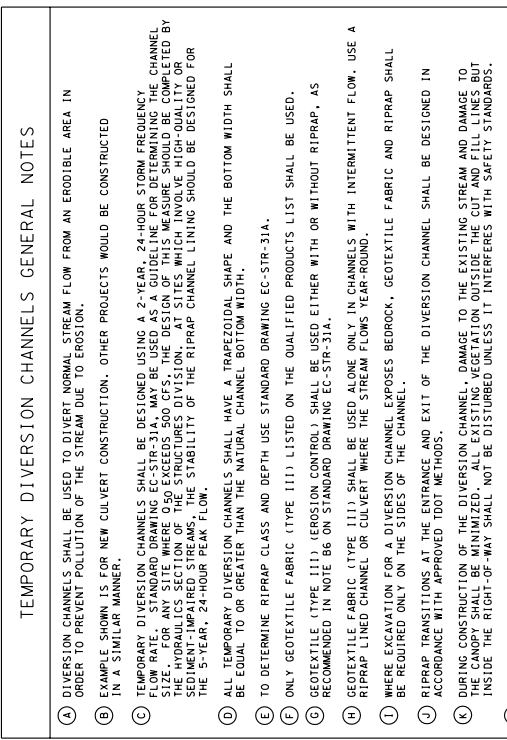 TEMPORARY DIVERSION CHANNELS GENERAL NOTES
A DIVERSION CHANNELS SHALL BE USED TO DIVERT NORMAL STREAM FLOW FROM AN ERODIBLE AREA IN
ORDER TO PREVENT POLLUTION OF THE STREAM DUE TO EROSION.
B EXAMPLE SHOWN IS FOR NEW CULVERT CONSTRUCTION. OTHER PROJECTS WOULD BE CONSTRUCTED
IN A SIMILAR MANNER.
C TEMPORARY DIVERSION CHANNELS SHALL BE DESIGNED USING A 2-YEAR, 24-HOUR STORM FREQUENCY
FLOW RATE. STANDARD DRAWING EC-STR-31A, MAY BE USED AS A GUIDELINE FOR DETERMINING THE CHANNEL
SIZE. FOR ANY SITE WHERE Q 50 EXCEEDS 500 CFS, THE DESIGN OF THIS MEASURE SHOULD BE COMPLETED BY
THE HYDRAULICS SECTION OF THE STRUCTURES DIVISION. AT SITES WHICH INVOLVE HIGH-QUALITY OR
SEDIMENT-IMPAIRED STREAMS, THE STABILITY OF THE RIPRAP CHANNEL LINING SHOULD BE DESIGNED FOR
THE 5-YEAR, 24-HOUR PEAK FLOW.
D ALL TEMPORARY DIVERSION CHANNELS SHALL HAVE A TRAPEZOIDAL SHAPE AND THE BOTTOM WIDTH SHALL
BE EQUAL TO OR GREATER THAN THE NATURAL CHANNEL BOTTOM WIDTH.
E TO DETERMINE RIPRAP CLASS AND DEPTH USE STANDARD DRAWING EC-STR-31A.
F ONLY GEOTEXTILE FABRIC (TYPE III) LISTED ON THE QUALIFIED PRODUCTS LIST SHALL BE USED.
G GEOTEXTILE (TYPE III) (EROSION CONTROL) SHALL BE USED EITHER WITH OR WITHOUT RIPRAP, AS
RECOMMENDED IN NOTE B6 ON STANDARD DRAWING EC-STR-31A.
H GEOTEXTILE FABRIC (TYPE III) SHALL BE USED ALONE ONLY IN CHANNELS WITH INTERMITTENT FLOW, USE A
RIPRAP LINED CHANNEL OR CULVERT WHERE THE STREAM FLOWS YEAR-ROUND.
I WHERE EXCAVATION FOR A DIVERSION CHANNEL EXPOSES BEDROCK, GEOTEXTILE FABRIC AND RIPRAP SHALL
BE REQUIRED ONLY ON THE SIDES OF THE CHANNEL.
J RIPRAP TRANSITIONS AT THE ENTRANCE AND EXIT OF THE DIVERSION CHANNEL SHALL BE DESIGNED IN
ACCORDANCE WITH APPROVED TDOT METHODS.
K DURING CONSTRUCTION OF THE DIVERSION CHANNEL, DAMAGE TO THE EXISTING STREAM AND DAMAGE TO
THE CANOPY SHALL BE MINIMIZED. ALL EXISTING VEGETATION OUTSIDE THE CUT AND FILL LINES BUT
INSIDE THE RIGHT-OF-WAY SHALL NOT BE DISTURBED UNLESS IT INTERFERES WITH SAFETY STANDARDS.